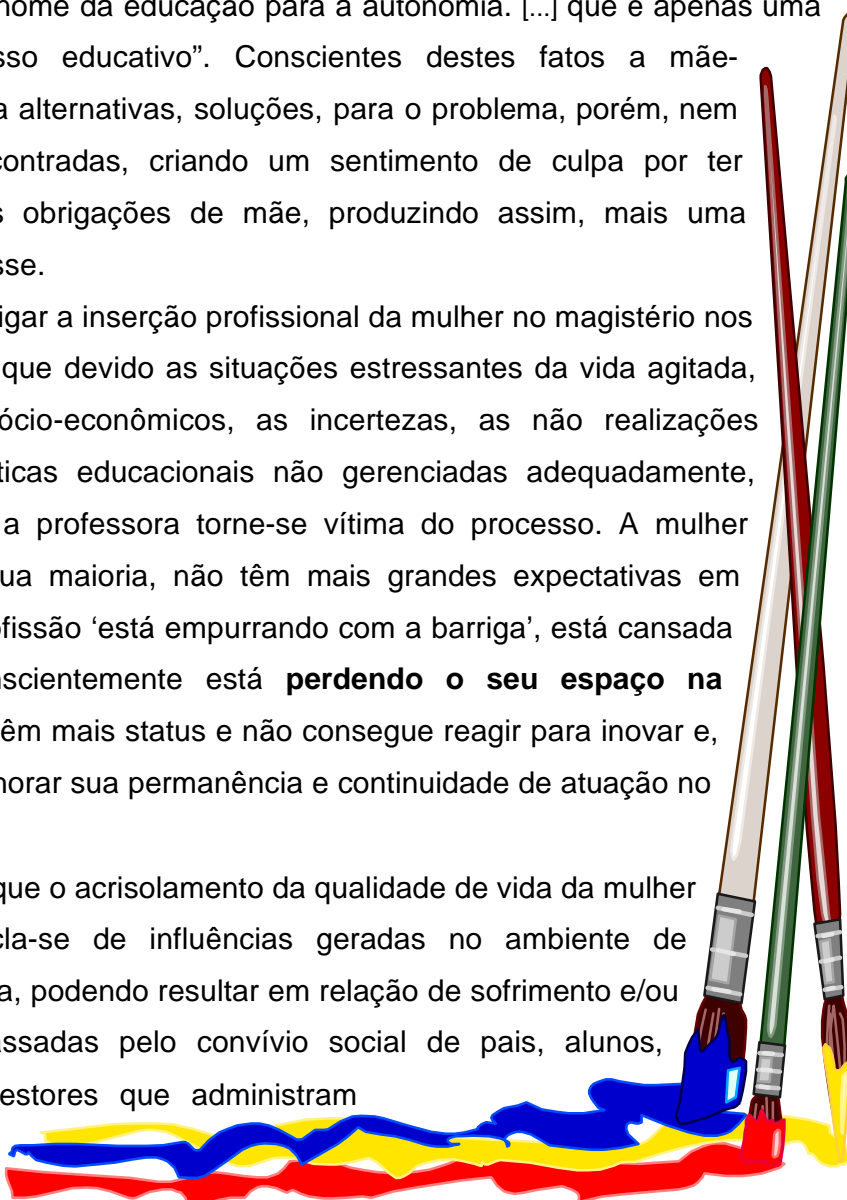 nome da educação para a autonomia. [...] que é apenas uma
esso educativo”. Conscientes destes fatos a mãe-
a alternativas, soluções, para o problema, porém, nem
contradas, criando um sentimento de culpa por ter
s obrigações de mãe, produzindo assim, mais uma
sse.
igar a inserção profissional da mulher no magistério nos
que devido as situações estressantes da vida agitada,
ócio-econômicos, as incertezas, as não realizações
ticas educacionais não gerenciadas adequadamente,
a professora torne-se vítima do processo. A mulher
ua maioria, não têm mais grandes expectativas em
ofissão ‘está empurrando com a barriga’, está cansada
nscientemente está perdendo o seu espaço na
têm mais status e não consegue reagir para inovar e,
horar sua permanência e continuidade de atuação no
que o acrisolamento da qualidade de vida da mulher
cla-se de influências geradas no ambiente de
a, podendo resultar em relação de sofrimento e/ou
assadas pelo convívio social de pais, alunos,
estores que administram